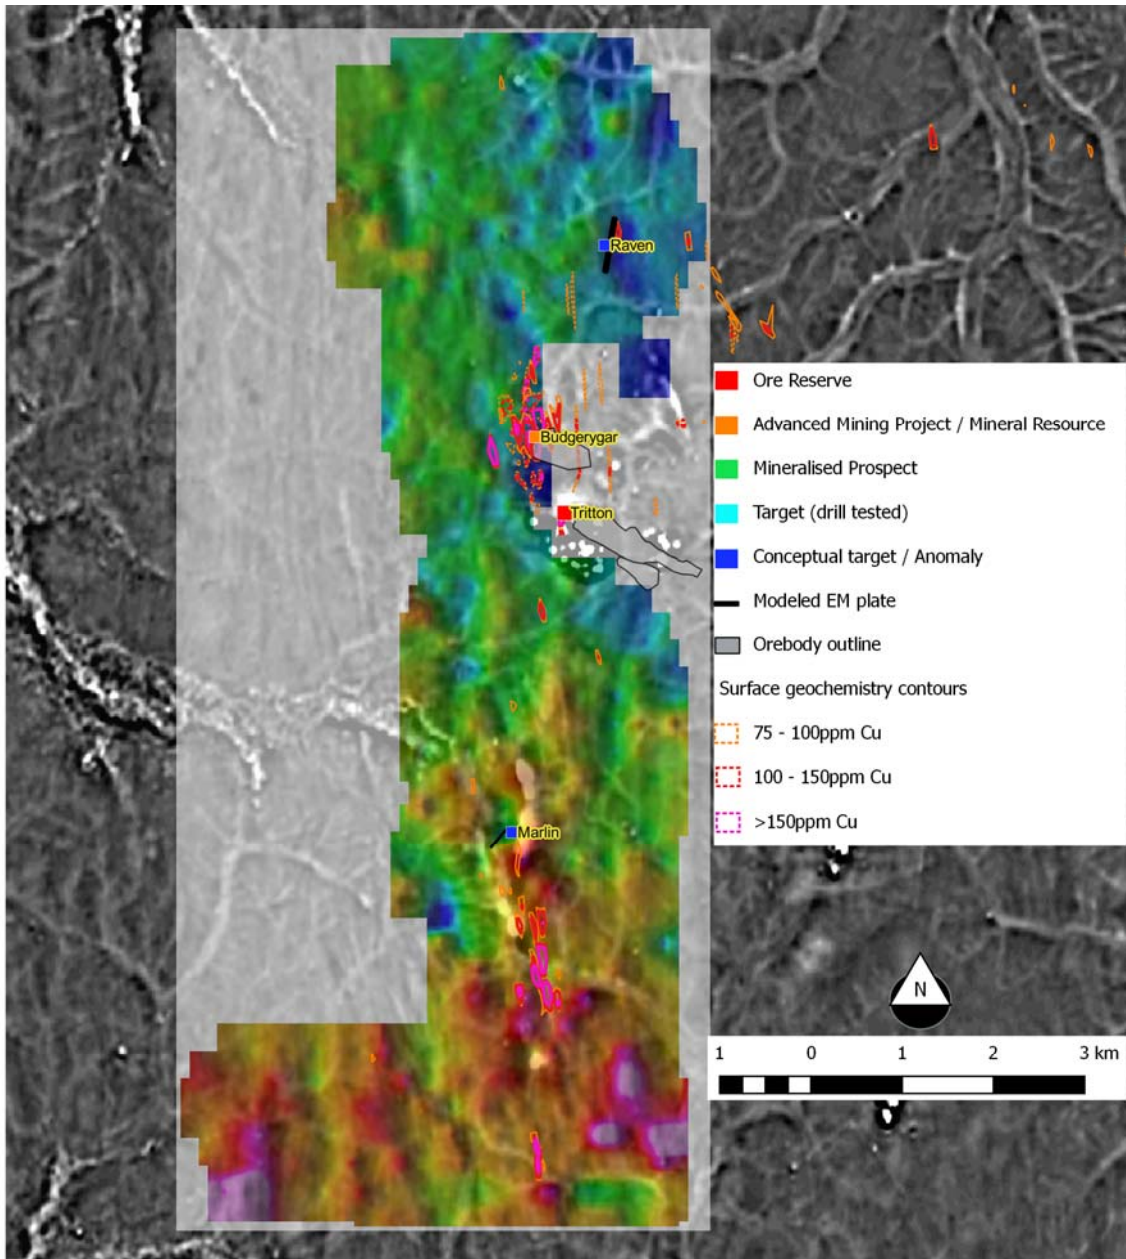 Raven
Budgerygar
Tritton
Marlin
Ore Reserve
Advanced Mining Project / Mineral Resource
Mineralised Prospect
Target (drill tested)
Conceptual target / Anomaly
Modeled EM plate
Orebody outline
Surface geochemistry contours
75 - 100ppm Cu
100 - 150ppm Cu
>150ppm Cu
N
1 0 1 2 3 km